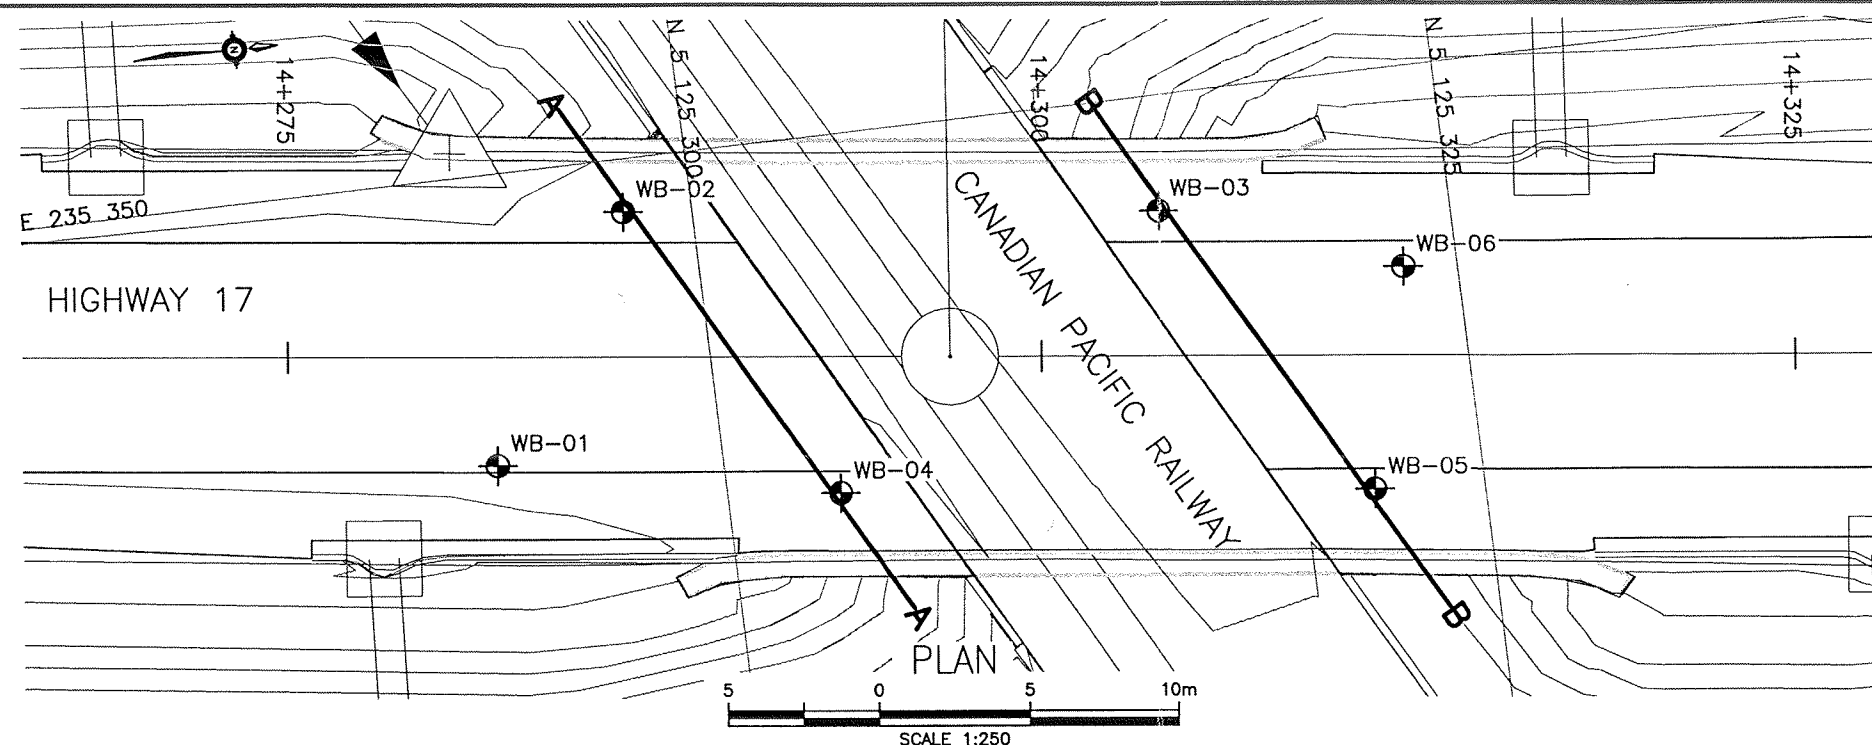 N
14+275
A
N 5 125 300
14+300
B
N 5 125 325
14+325
WB-02
WB-03
E 235 350
WB-06
HIGHWAY 17
CANADIAN PACIFIC RAILWAY
WB-01
WB-04
WB-05
A
B
PLAN
5 0 5 10m
SCALE 1:250